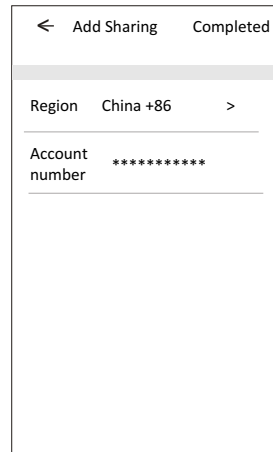 ← Add Sharing Completed
Region China +86 >
Account
number ***********